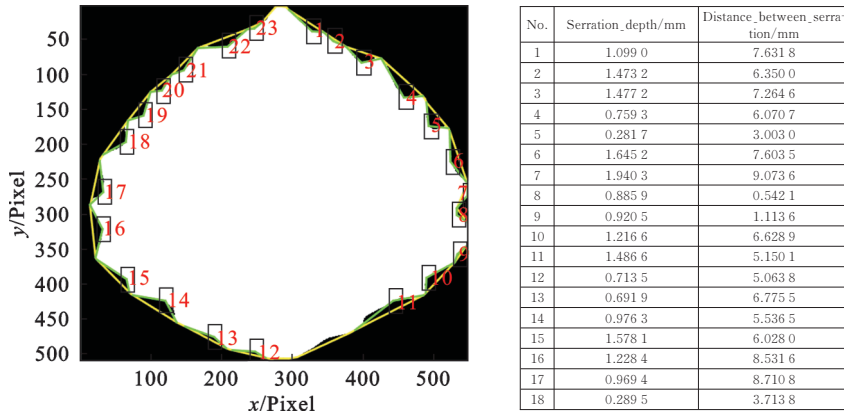 50
100
150
200
250
300
350
400
450
500
y/Pixel
100
200
300
400
500
x/Pixel
23
1
22
2
21
3
20
4
19
5
18
6
17
7
8
16
9
15
10
14
11
13
12
No. Serration_depth/mm Distance_between_serra
tion/mm
1 1.099 0 7.631 8
2 1.473 2 6.350 0
3 1.477 2 7.264 6
4 0.759 3 6.070 7
5 0.281 7 3.003 0
6 1.645 2 7.603 5
7 1.940 3 9.073 6
8 0.885 9 0.542 1
9 0.920 5 1.113 6
10 1.216 6 6.628 9
11 1.486 6 5.150 1
12 0.713 5 5.063 8
13 0.691 9 6.775 5
14 0.976 3 5.536 5
15 1.578 1 6.028 0
16 1.228 4 8.531 6
17 0.969 4 8.710 8
18 0.289 5 3.713 8